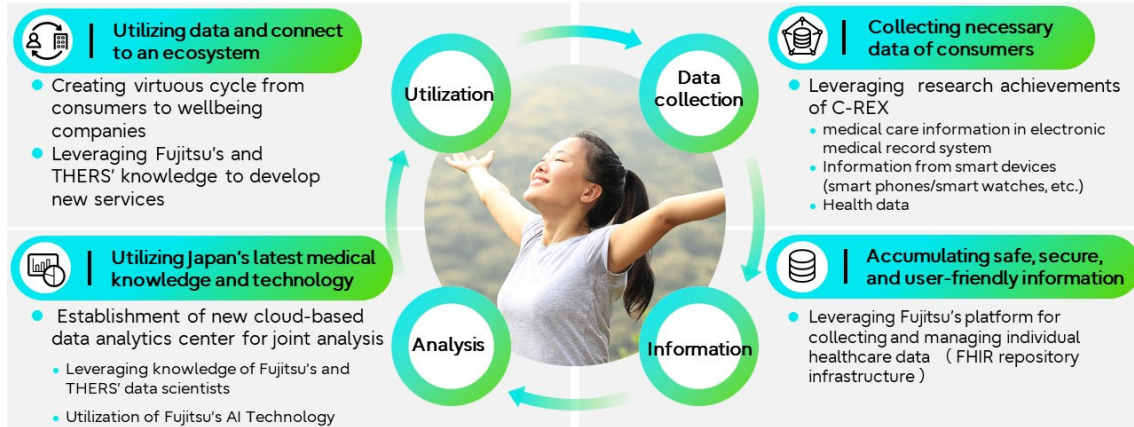 Utilizing data and connect
to an ecosystem
Creating virtuous cycle from
consumers to wellbeing
companies
Leveraging Fujitsu's and
THERS' knowledge to develop
new services
Utilization
Data
collection
Collecting necessary
data of consumers
Leveraging research achievements
of C-REX
medical care information in electronic
medical record system
Information from smart devices
(smart phones/smart watches, etc.)
Health data
Utilizing Japan's latest medical
knowledge and technology
Establishment of new cloud-based
data analytics center for joint analysis
Leveraging knowledge of Fujitsu's and
THERS' data scientists
Utilization of Fujitsu's AI Technology
Analysis
Information
Accumulating safe, secure,
and user-friendly information
Leveraging Fujitsu's platform for
collecting and managing individual
healthcare data （ FHIR repository
infrastructure ）